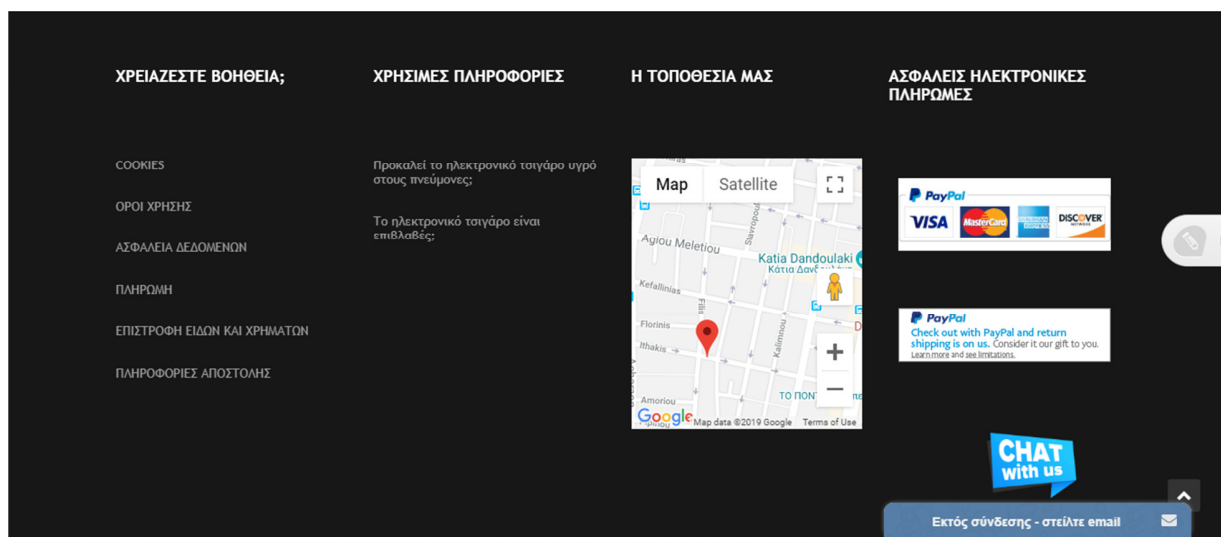 ΧΡΕΙΑΖΕΣΤΕ ΒΟΗΘΕΙΑ;
COOKIES
ΟΡΟΙ ΧΡΗΣΗΣ
ΑΣΦΑΛΕΙΑ ΔΕΔΟΜΕΝΩΝ
ΠΛΗΡΩΜΗ
ΕΠΙΣΤΡΟΦΗ ΕΙΔΩΝ ΚΑΙ ΧΡΗΜΑΤΩΝ
ΠΛΗΡΟΦΟΡΙΕΣ ΑΠΟΣΤΟΛΗΣ
ΧΡΗΣΙΜΕΣ ΠΛΗΡΟΦΟΡΙΕΣ
Προκαλεί το ηλεκτρονικό τσιγάρο υγρό
στους πνεύμονες;
Το ηλεκτρονικό τσιγάρο είναι
επιβλαβές;
Η ΤΟΠΟΘΕΣΙΑ ΜΑΣ
Map Satellite
Agiou Meletiou
Katia Dandoulaki
Kefallinias
Filis
Florinis
Ithakis
Kalimnou
Amoriou
Google Map data ©2019 Google Terms of Use
ΑΣΦΑΛΕΙΣ ΗΛΕΚΤΡΟΝΙΚΕΣ
ΠΛΗΡΩΜΕΣ
PayPal
VISA MasterCard AMERICAN EXPRESS DISCOVER
PayPal
Check out with PayPal and return
shipping is on us. Consider it our gift to you.
Learn more and see limitations.
CHAT
with us
Εκτός σύνδεσης - στείλτε email